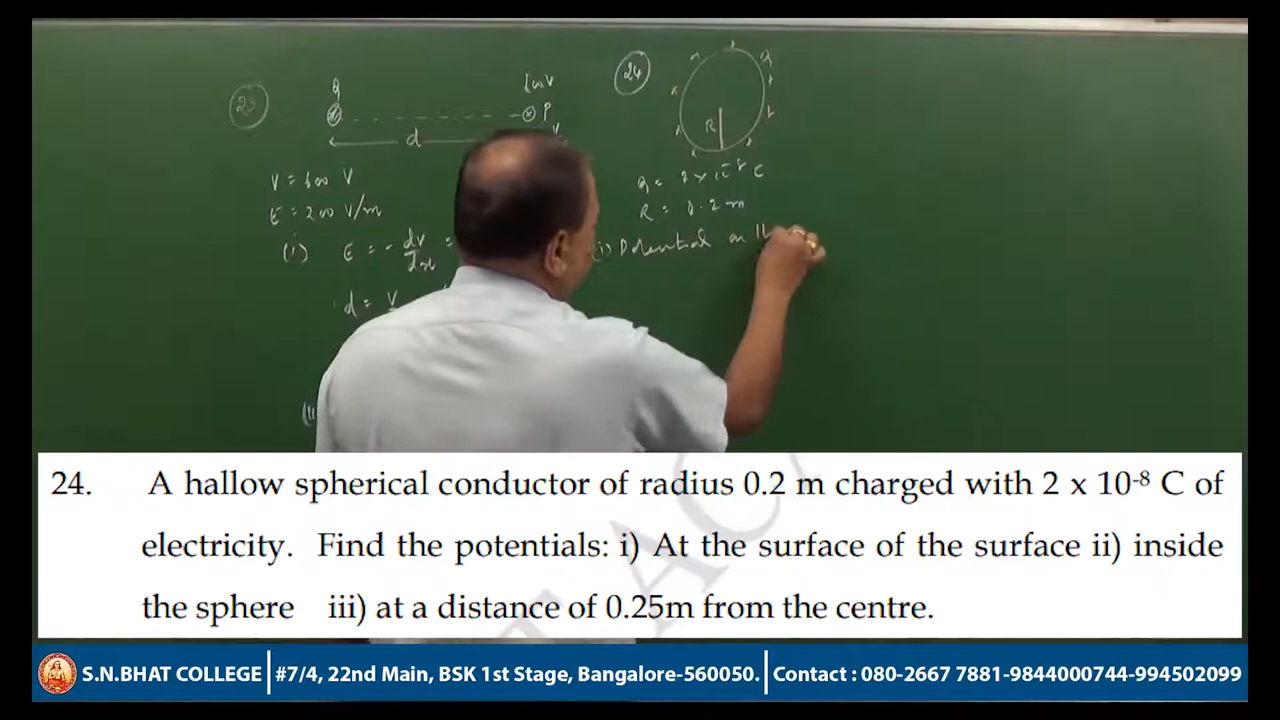 23
Q
600 V
P
d
V = 600 V
E = 200 V/m
(i) E = - dV/dx =
d = V
24
Q
R
Q = 2 x 10⁻⁸ C
R = 0.2 m
(i) Potential on th
24. A hallow spherical conductor of radius 0.2 m charged with 2 x 10⁻⁸ C of
electricity. Find the potentials: i) At the surface of the surface ii) inside
the sphere iii) at a distance of 0.25m from the centre.
S.N.BHAT COLLEGE #7/4, 22nd Main, BSK 1st Stage, Bangalore-560050. Contact : 080-2667 7881-9844000744-994502099